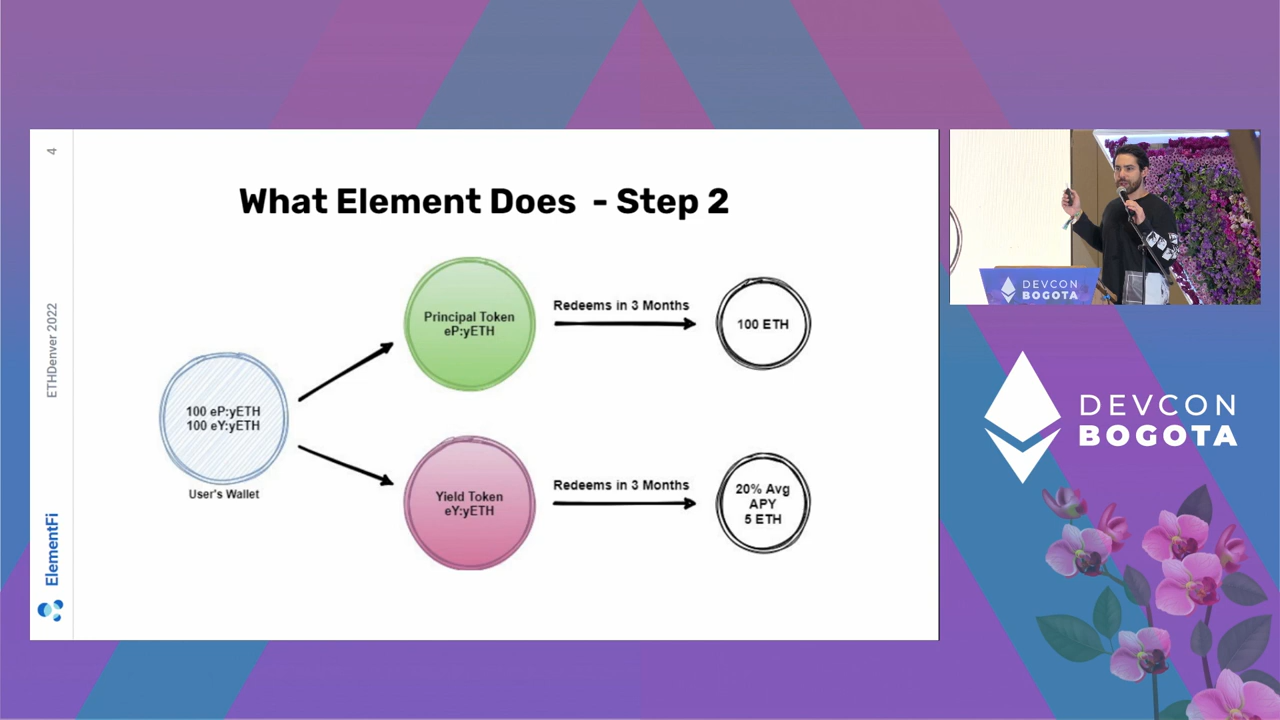 4
ETHDenver 2022
ElementFi
What Element Does - Step 2
100 eP:yETH
100 eY:yETH
User's Wallet
Principal Token
eP:yETH
Redeems in 3 Months
100 ETH
Yield Token
eY:yETH
Redeems in 3 Months
20% Avg
APY
5 ETH
DEVCON
BOGOTA
DEVCON
BOGOTA